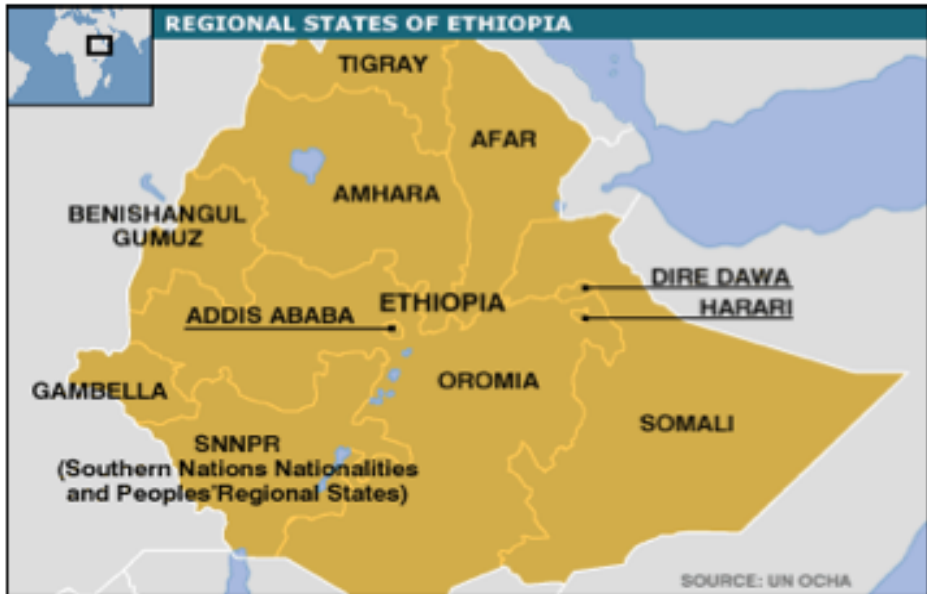 REGIONAL STATES OF ETHIOPIA
TIGRAY
AFAR
AMHARA
BENISHANGUL
GUMUZ
DIRE DAWA
ETHIOPIA
HARARI
ADDIS ABABA
GAMBELLA
OROMIA
SOMALI
SNNPR
(Southern Nations Nationalities
and Peoples'Regional States)
SOURCE: UN OCHA